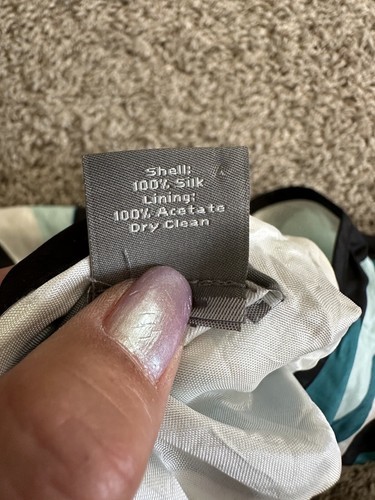 Shell:
100% Silk
Lining:
100% Acetate
Dry Clean